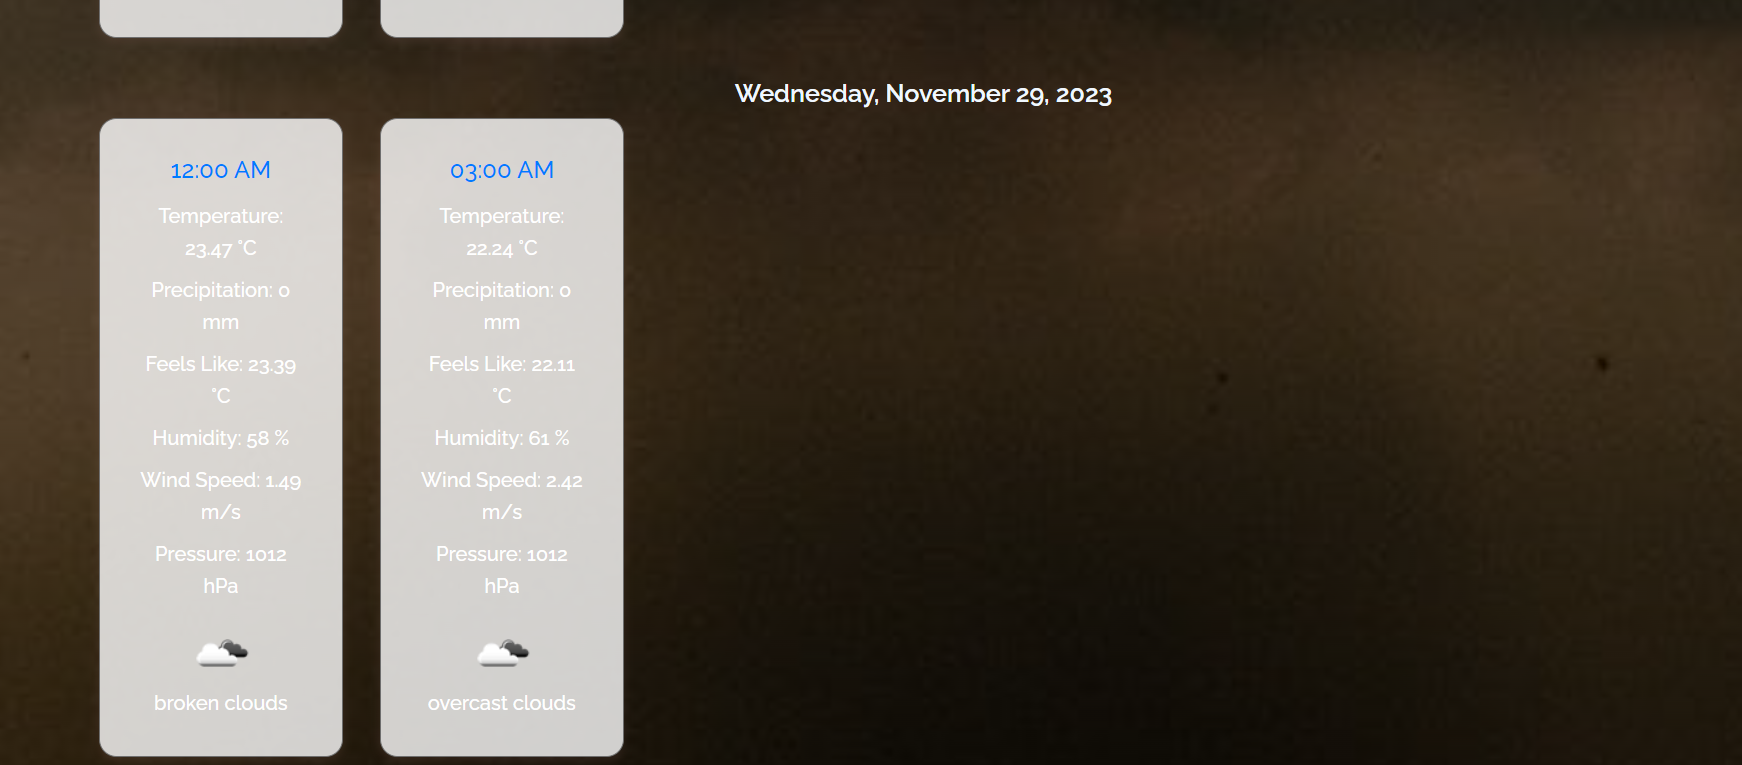 Wednesday, November 29, 2023
12:00 AM
Temperature:
23.47 °C
Precipitation: 0
mm
Feels Like: 23.39
°C
Humidity: 58 %
Wind Speed: 1.49
m/s
Pressure: 1012
hPa
broken clouds
03:00 AM
Temperature:
22.24 °C
Precipitation: 0
mm
Feels Like: 22.11
°C
Humidity: 61 %
Wind Speed: 2.42
m/s
Pressure: 1012
hPa
overcast clouds